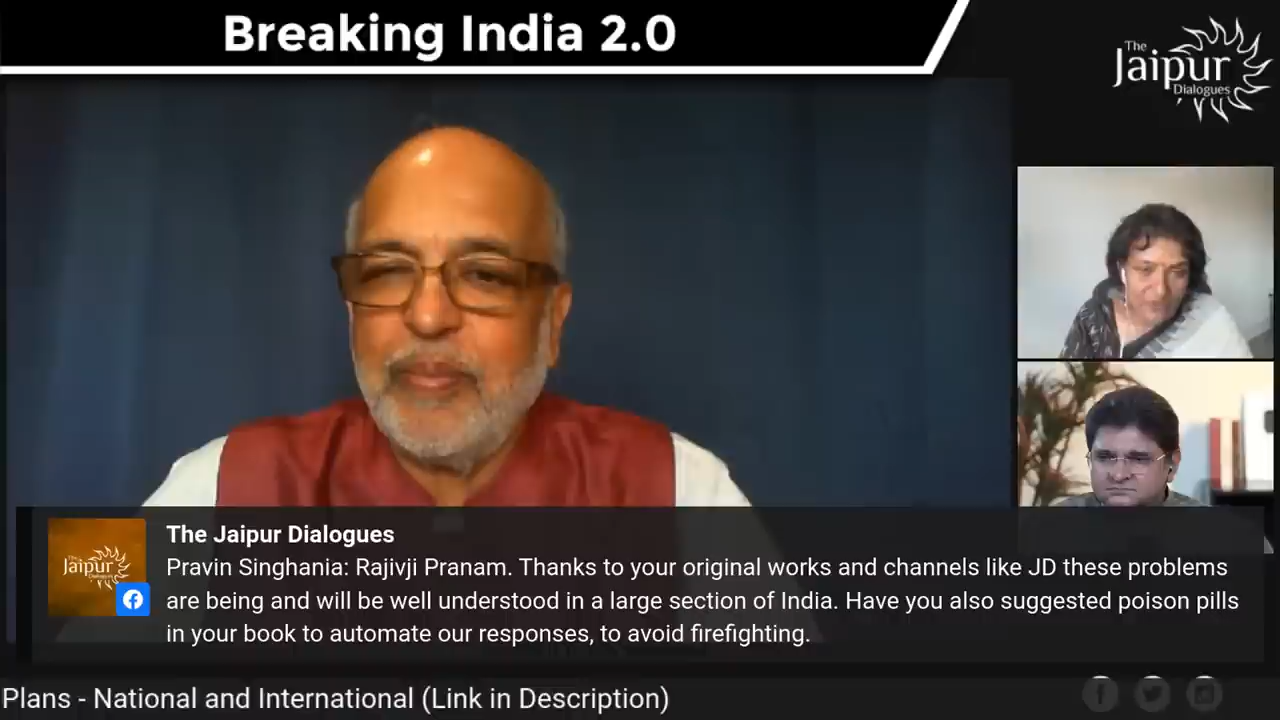 Breaking India 2.0
The
Jaipur
Dialogues
The Jaipur Dialogues
Pravin Singhania: Rajivji Pranam. Thanks to your original works and channels like JD these problems
are being and will be well understood in a large section of India. Have you also suggested poison pills
in your book to automate our responses, to avoid firefighting.
The
Jaipur
Dialogues
Plans - National and International (Link in Description)